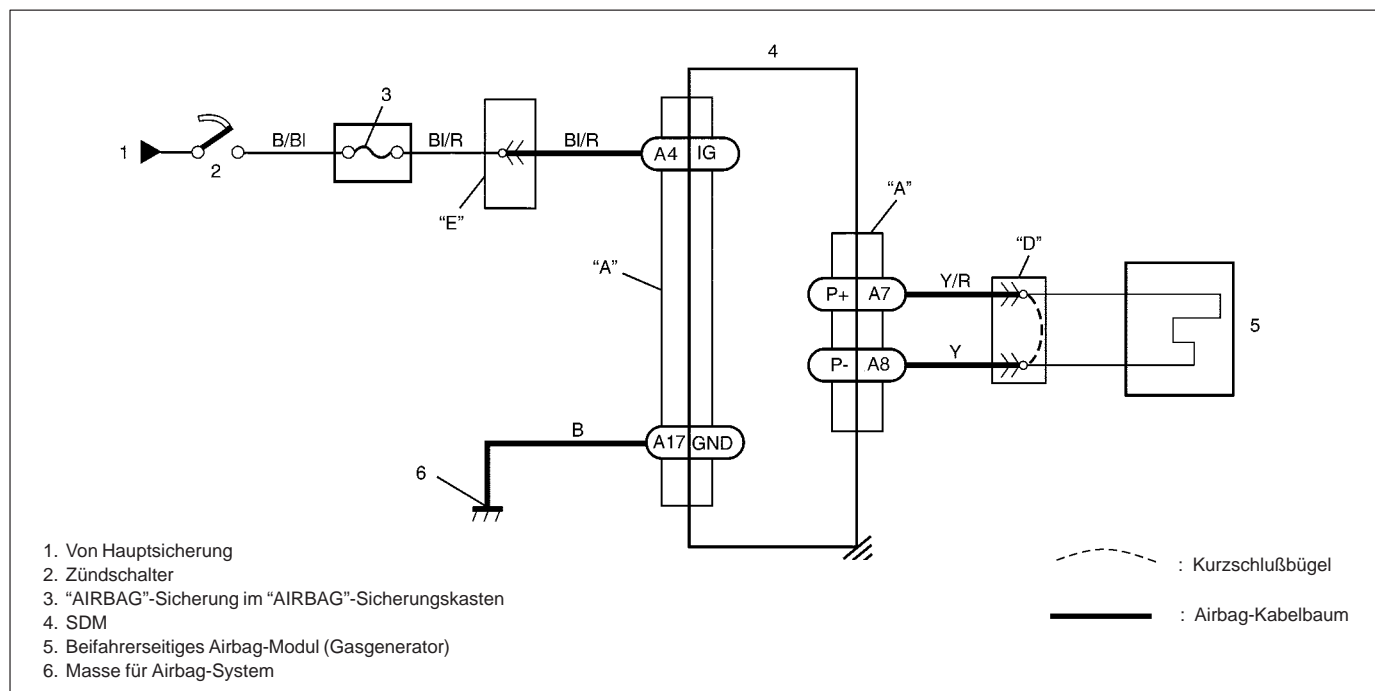 4
3
1
2
B/Bl
Bl/R
Bl/R
A4 IG
"E"
"A"
"A"
"D"
P+ A7
Y/R
5
P- A8
Y
B
A17 GND
6
1. Von Hauptsicherung
2. Zündschalter
3. "AIRBAG"-Sicherung im "AIRBAG"-Sicherungskasten
4. SDM
5. Beifahrerseitiges Airbag-Modul (Gasgenerator)
6. Masse für Airbag-System
: Kurzschlußbügel
: Airbag-Kabelbaum